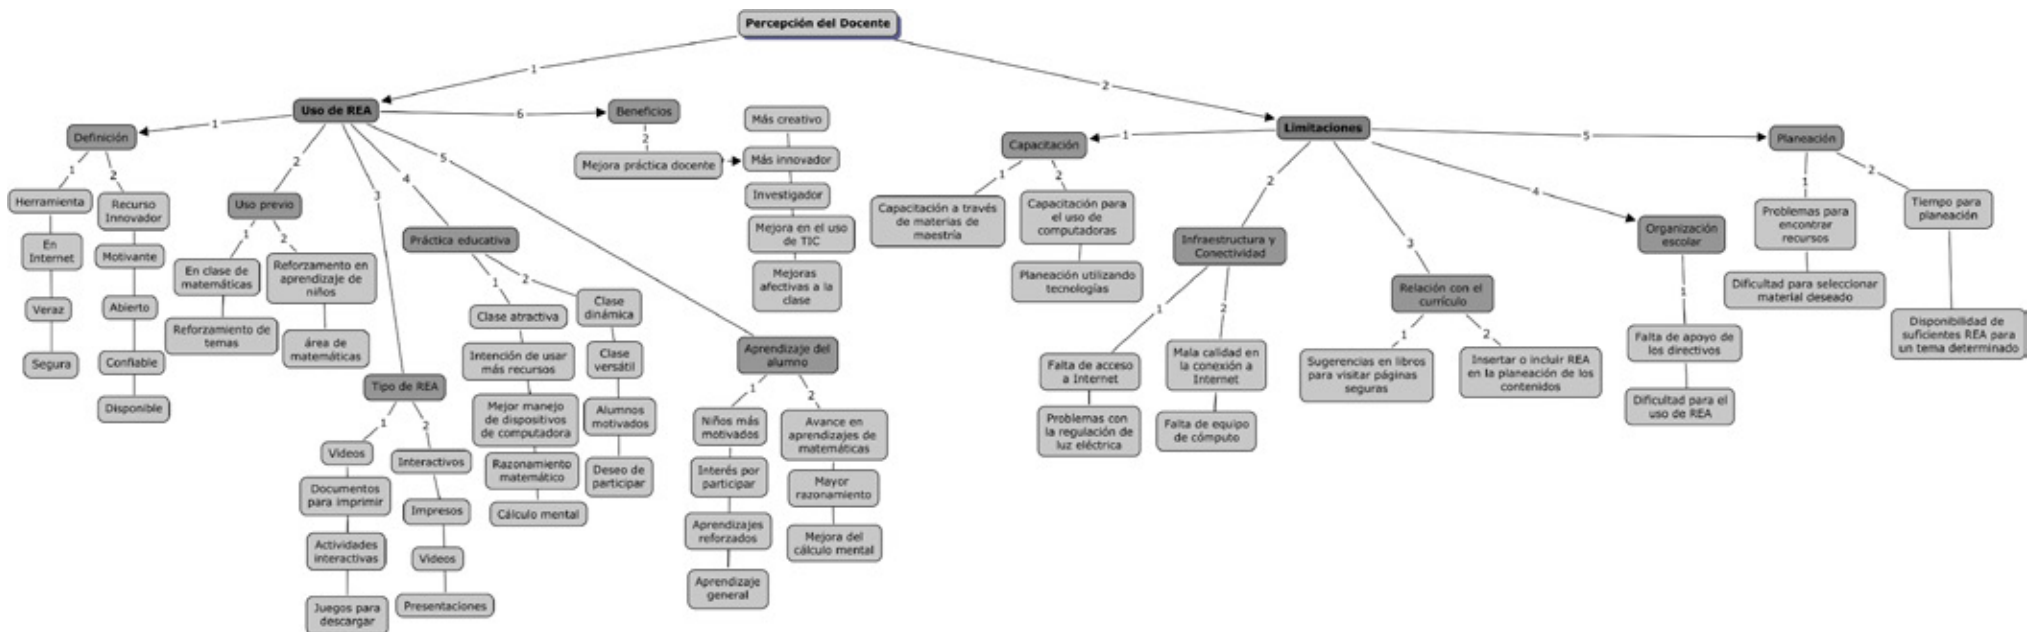 Percepción del Docente
1
2
Uso de REA
6
Beneficios
2
Mejora práctica docente
Más creativo
Más innovador
Investigador
Mejora en el uso
de TIC
Mejoras
afectivas a la
clase
1
Definición
1
2
Herramienta
En
Internet
Veraz
Segura
Recurso
Innovador
Motivante
Abierto
Confiable
Disponible
2
Uso previo
1
2
En clase de
matemáticas
Reforzamiento de
temas
Reforzamiento en
aprendizaje de
niños
área de
matemáticas
3
Tipo de REA
1
2
Videos
Documentos
para imprimir
Actividades
interactivas
Juegos para
descargar
Interactivos
Impresos
Videos
Presentaciones
4
Práctica educativa
1
2
Clase atractiva
Intención de usar
más recursos
Mejor manejo
de dispositivos
de computadora
Razonamiento
matemático
Cálculo mental
Clase
dinámica
Clase
versátil
Alumnos
motivados
Deseo de
participar
5
Aprendizaje del
alumno
1
2
Niños más
motivados
Interés por
participar
Aprendizajes
reforzados
Aprendizaje
general
Avance en
aprendizajes de
matemáticas
Mayor
razonamiento
Mejora del
cálculo mental
Limitaciones
1
Capacitación
1
2
Capacitación a través
de materias de
maestría
Capacitación para
el uso de
computadoras
Planeación utilizando
tecnologías
2
Infraestructura y
Conectividad
1
2
Falta de acceso
a Internet
Problemas con
la regulación de
luz eléctrica
Mala calidad en
la conexión a
Internet
Falta de equipo
de cómputo
3
Relación con el
currículo
1
2
Sugerencias en libros
para visitar páginas
seguras
Insertar o incluir REA
en la planeación de los
contenidos
4
Organización
escolar
1
Falta de apoyo de
los directivos
Dificultad para el
uso de REA
5
Planeación
1
2
Problemas para
encontrar
recursos
Dificultad para seleccionar
material deseado
Tiempo para
planeación
Disponibilidad de
suficientes REA para
un tema determinado